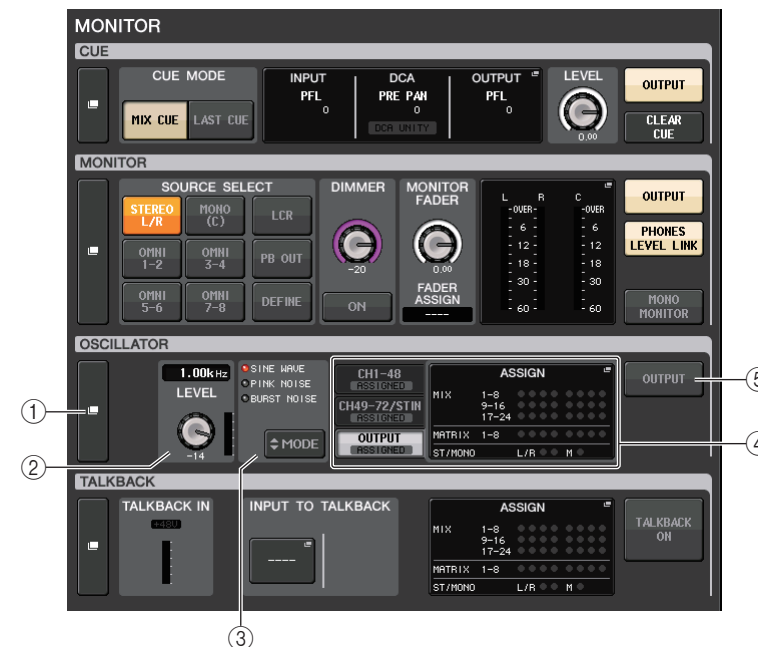 MONITOR
CUE
CUE MODE
MIX CUE
LAST CUE
INPUT
PFL
0
DCA
PRE PAN
0
DCA UNITY
OUTPUT
PFL
0
LEVEL
0.00
OUTPUT
CLEAR
CUE
MONITOR
SOURCE SELECT
STEREO
L/R
MONO
(C)
LCR
OMNI
1-2
OMNI
3-4
PB OUT
OMNI
5-6
OMNI
7-8
DEFINE
DIMMER
-20
ON
MONITOR
FADER
0.00
FADER
ASSIGN
----
L R C
-OVER- -OVER
- 6 - - 6
- 12 - - 12
- 18 - - 18
- 30 - - 30
- 60 - - 60
OUTPUT
PHONES
LEVEL LINK
MONO
MONITOR
OSCILLATOR
1.00kHz
LEVEL
-14
SINE WAVE
PINK NOISE
BURST NOISE
MODE
CH1-48
ASSIGNED
CH49-72/STIN
ASSIGNED
OUTPUT
ASSIGNED
ASSIGN
MIX 1-8
9-16
17-24
MATRIX 1-8
ST/MONO L/R M
OUTPUT
1
2
3
4
5
TALKBACK
TALKBACK IN
+48V
INPUT TO TALKBACK
----
ASSIGN
MIX 1-8
9-16
17-24
MATRIX 1-8
ST/MONO L/R M
TALKBACK
ON